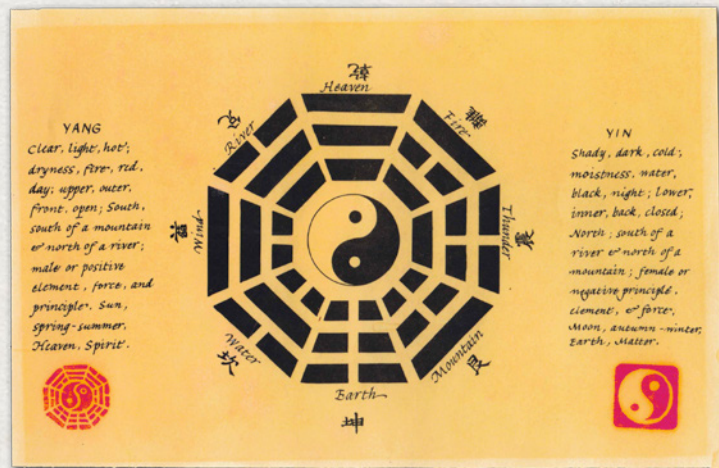 YANG
Clear, light, hot;
dryness, fire, red,
day; upper, outer,
front, open; South,
south of a mountain
& north of a river;
male or positive
element, force, and
principle. Sun,
spring-summer,
Heaven, Spirit.
Heaven
離
Fire
River
Wind
Thunder
震
Water
坎
Mountain
艮
Earth
坤
YIN
Shady, dark, cold;
moistness, water,
black, night; lower,
inner, back, closed;
North; south of a
river & north of a
mountain; female or
negative principle,
element, & force.
Moon, autumn-winter,
Earth, Matter.